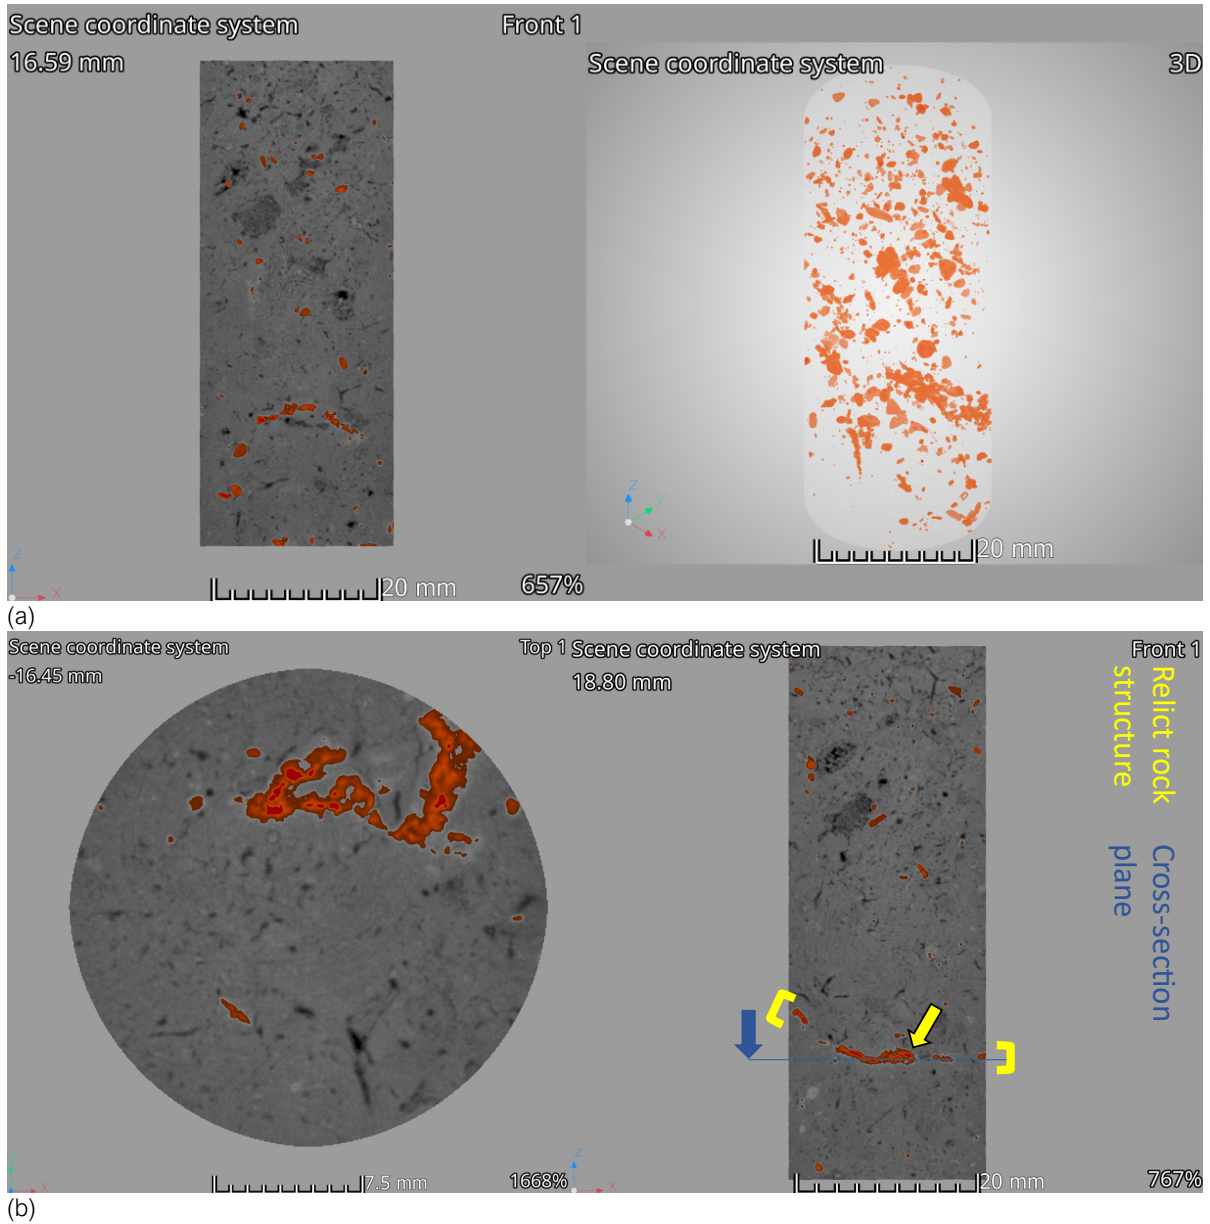 Scene coordinate system
Front 1
16.59 mm
Z
X
20 mm
657%
Scene coordinate system
3D
Z
Y
X
20 mm
(a)
Scene coordinate system
Top 1
-16.45 mm
X
7.5 mm
1668%
Scene coordinate system
Front 1
18.80 mm
Relict rock
structure
Cross-section
plane
Z
X
20 mm
767%
(b)